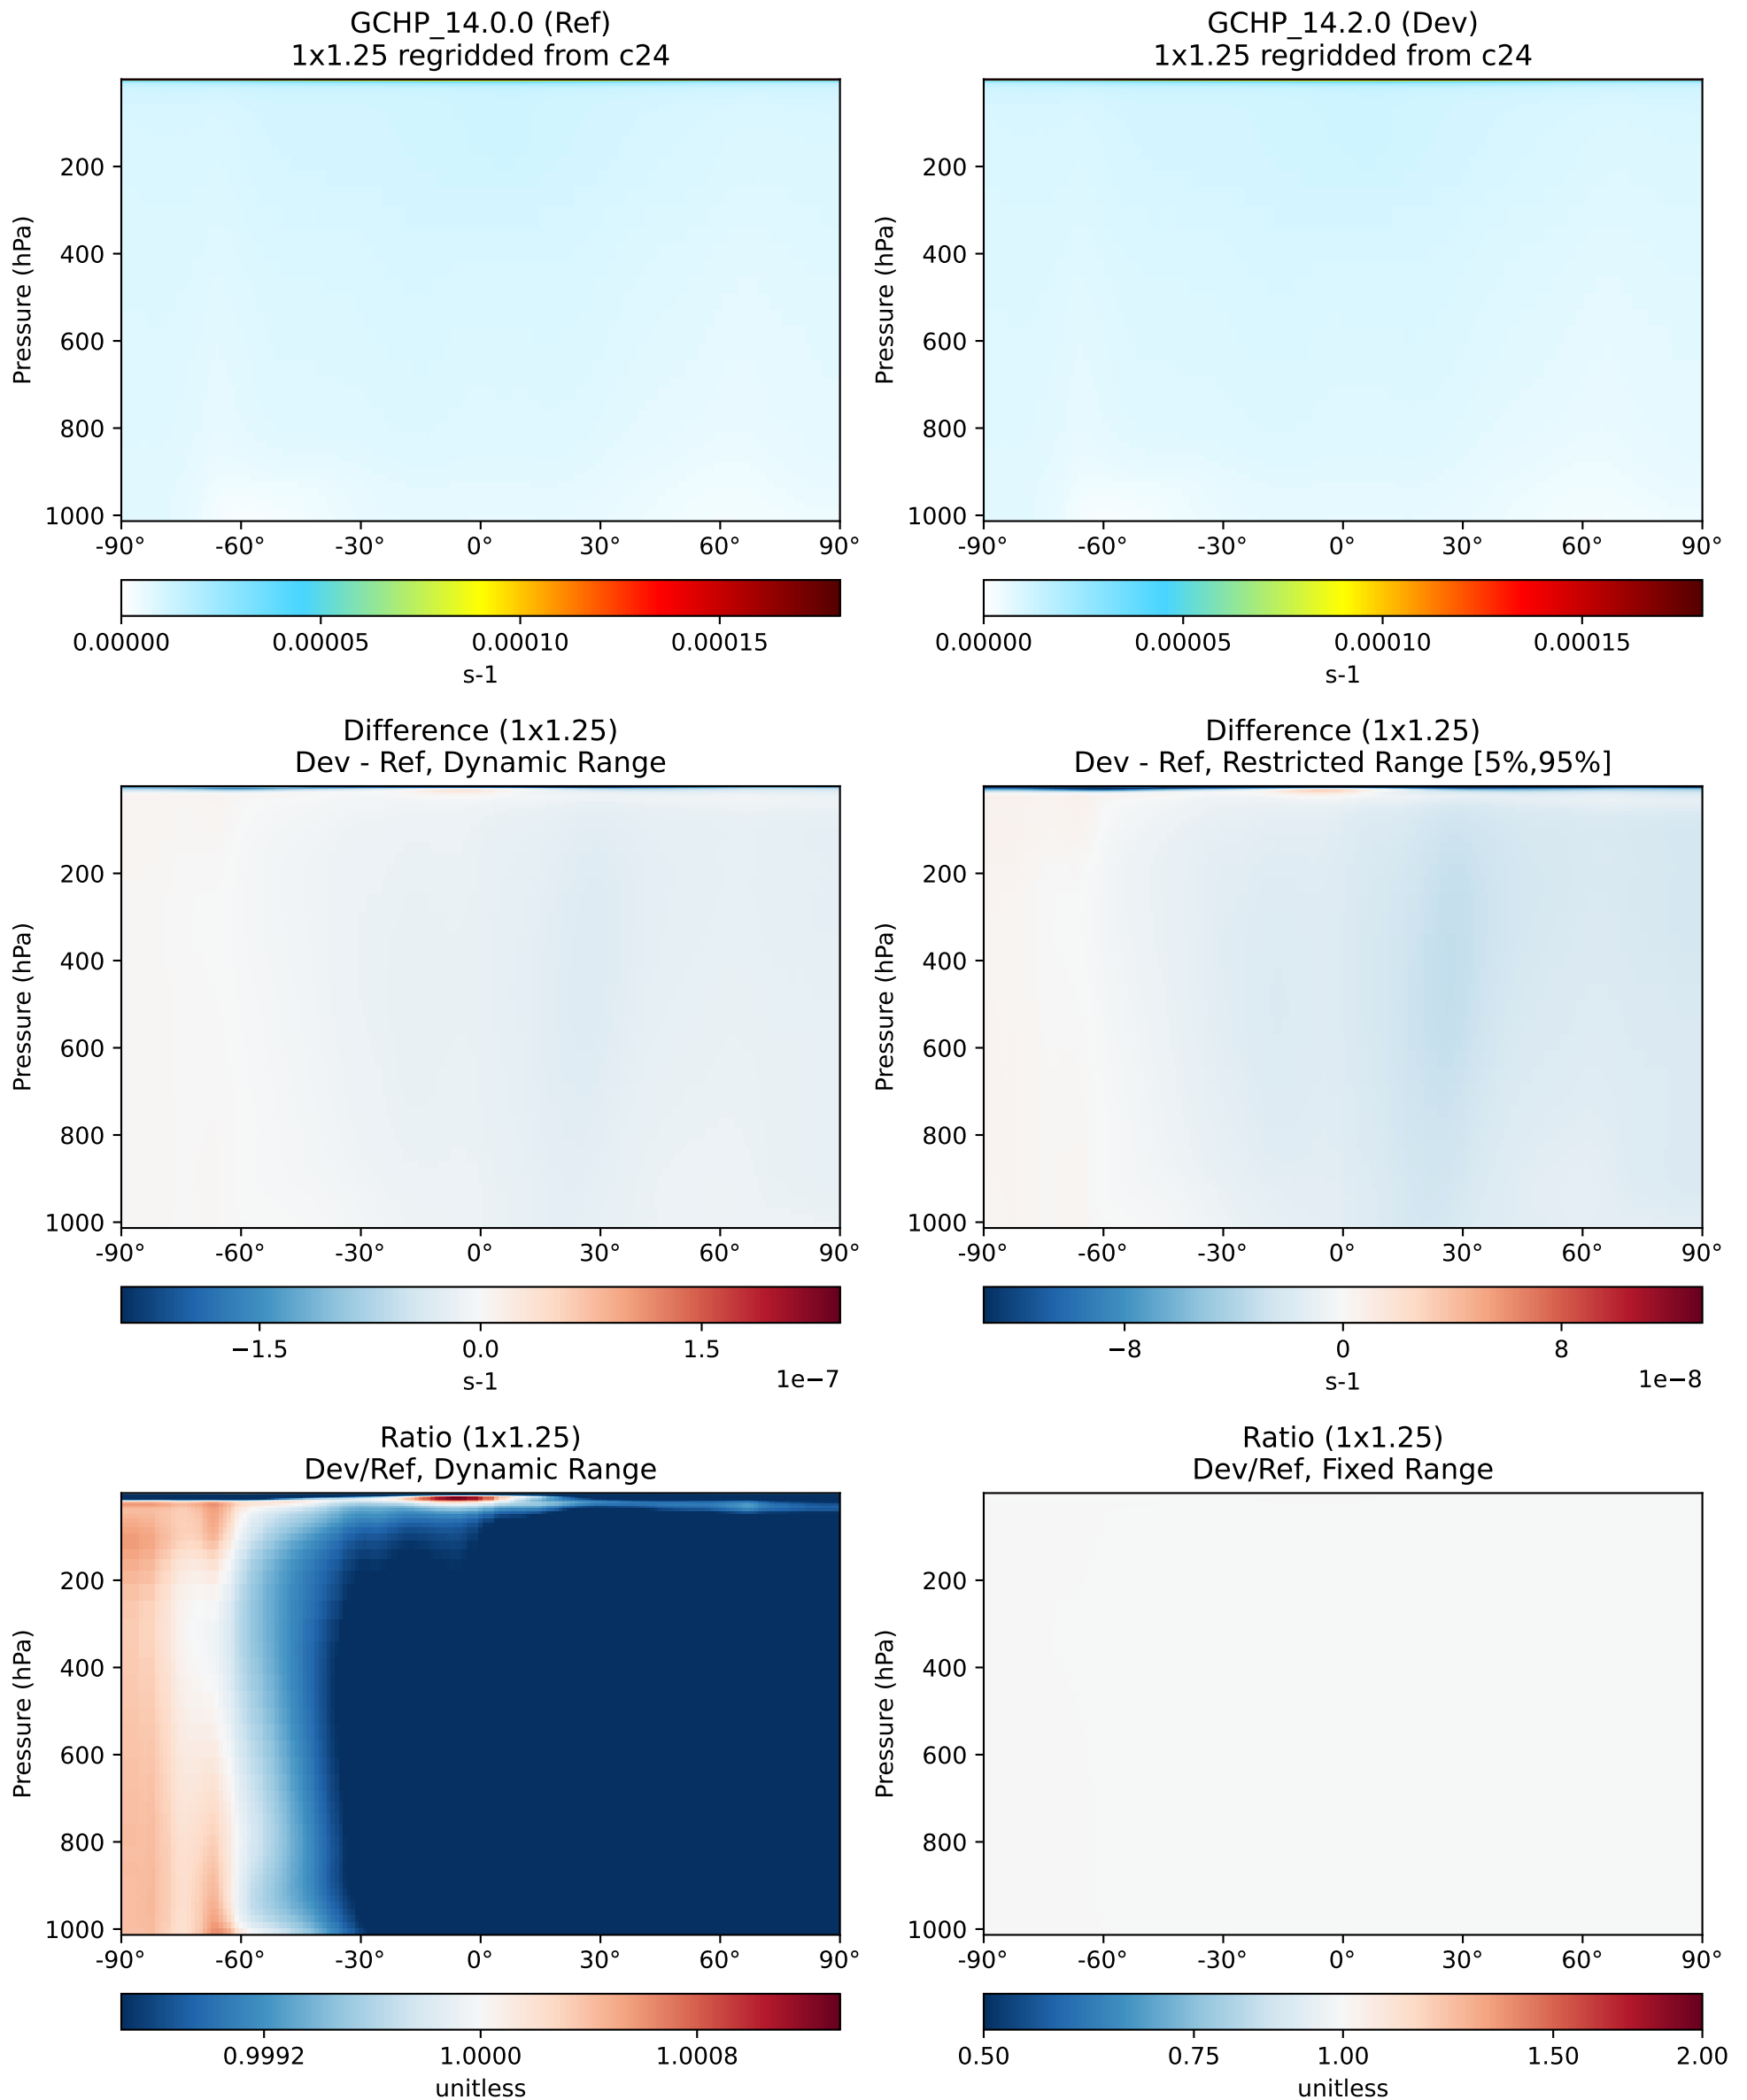 GCHP_14.0.0 (Ref)
1x1.25 regridded from c24
Pressure (hPa)
200
400
600
800
1000
-90° -60° -30° 0° 30° 60° 90°
0.00000 0.00005 0.00010 0.00015
s-1
GCHP_14.2.0 (Dev)
1x1.25 regridded from c24
Pressure (hPa)
200
400
600
800
1000
-90° -60° -30° 0° 30° 60° 90°
0.00000 0.00005 0.00010 0.00015
s-1
Difference (1x1.25)
Dev - Ref, Dynamic Range
Pressure (hPa)
200
400
600
800
1000
-90° -60° -30° 0° 30° 60° 90°
−1.5 0.0 1.5
s-1 1e−7
Difference (1x1.25)
Dev - Ref, Restricted Range [5%,95%]
Pressure (hPa)
200
400
600
800
1000
-90° -60° -30° 0° 30° 60° 90°
−8 0 8
s-1 1e−8
Ratio (1x1.25)
Dev/Ref, Dynamic Range
Pressure (hPa)
200
400
600
800
1000
-90° -60° -30° 0° 30° 60° 90°
0.9992 1.0000 1.0008
unitless
Ratio (1x1.25)
Dev/Ref, Fixed Range
Pressure (hPa)
200
400
600
800
1000
-90° -60° -30° 0° 30° 60° 90°
0.50 0.75 1.00 1.50 2.00
unitless